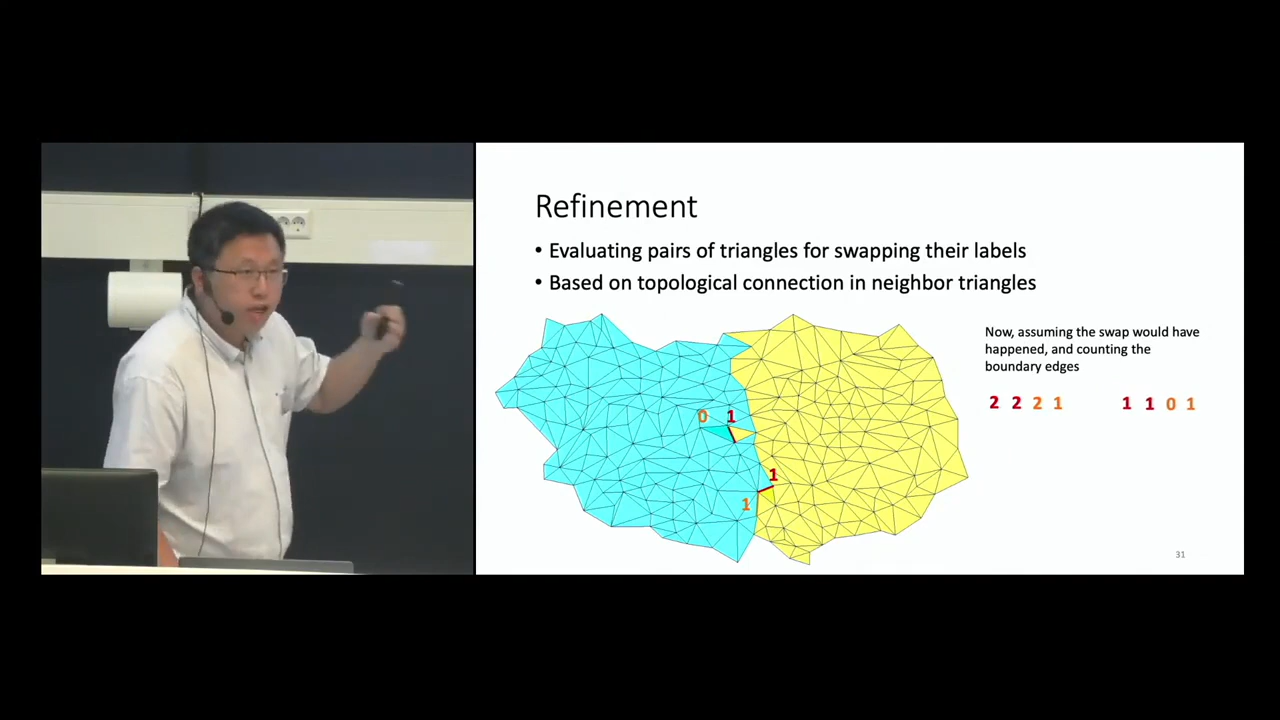 Refinement
• Evaluating pairs of triangles for swapping their labels
• Based on topological connection in neighbor triangles
Now, assuming the swap would have
happened, and counting the
boundary edges
2 2 2 1 1 1 0 1
0 1
1
1
31